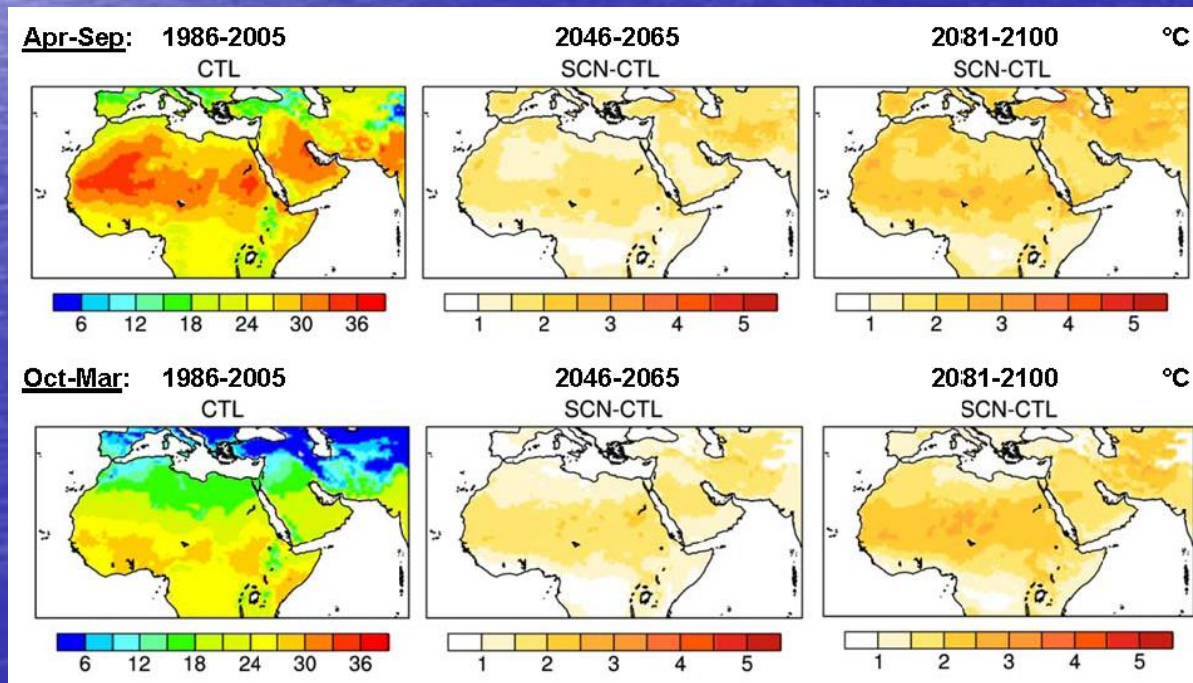 Apr-Sep: 1986-2005 2046-2065 2081-2100 °C
CTL SCN-CTL SCN-CTL
6 12 18 24 30 36 1 2 3 4 5 1 2 3 4 5
Oct-Mar: 1986-2005 2046-2065 2081-2100 °C
CTL SCN-CTL SCN-CTL
6 12 18 24 30 36 1 2 3 4 5 1 2 3 4 5